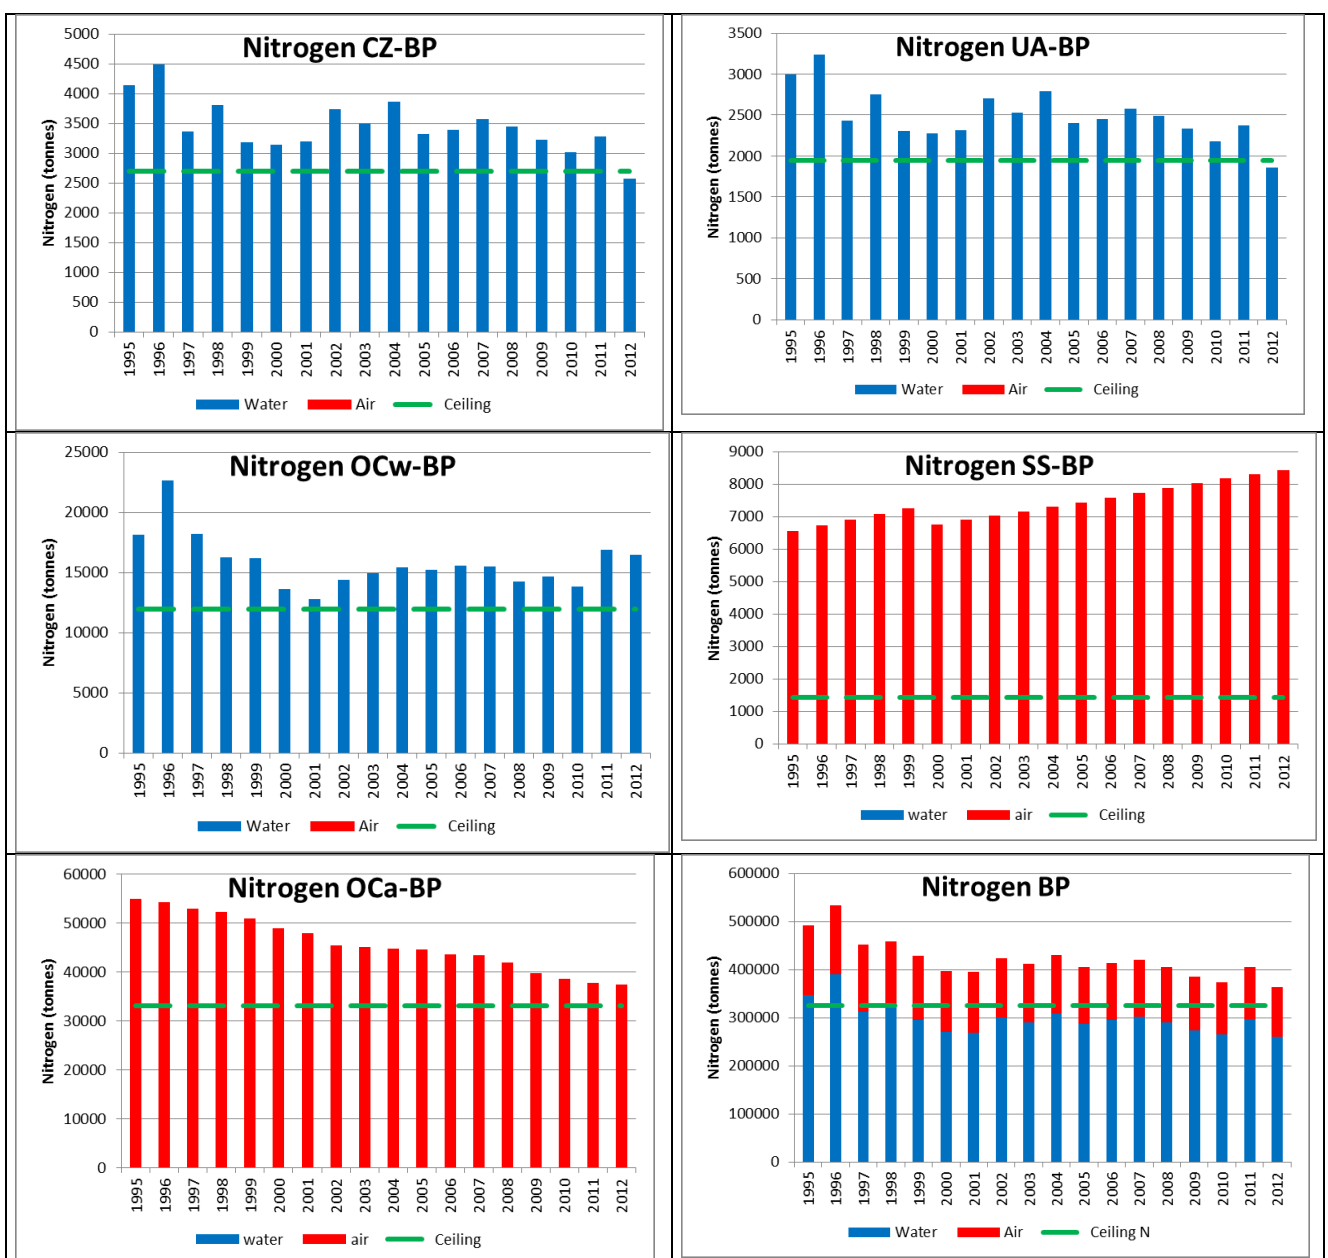 Nitrogen CZ-BP
Nitrogen (tonnes)
5000
4500
4000
3500
3000
2500
2000
1500
1000
500
0
1995 1996 1997 1998 1999 2000 2001 2002 2003 2004 2005 2006 2007 2008 2009 2010 2011 2012
Water Air Ceiling
Nitrogen UA-BP
Nitrogen (tonnes)
3500
3000
2500
2000
1500
1000
500
0
1995 1996 1997 1998 1999 2000 2001 2002 2003 2004 2005 2006 2007 2008 2009 2010 2011 2012
Water Air Ceiling
Nitrogen OCw-BP
Nitrogen (tonnes)
25000
20000
15000
10000
5000
0
1995 1996 1997 1998 1999 2000 2001 2002 2003 2004 2005 2006 2007 2008 2009 2010 2011 2012
Water Air Ceiling
Nitrogen SS-BP
Nitrogen (tonnes)
9000
8000
7000
6000
5000
4000
3000
2000
1000
0
1995 1996 1997 1998 1999 2000 2001 2002 2003 2004 2005 2006 2007 2008 2009 2010 2011 2012
water air Ceiling
Nitrogen OCa-BP
Nitrogen (tonnes)
60000
50000
40000
30000
20000
10000
0
1995 1996 1997 1998 1999 2000 2001 2002 2003 2004 2005 2006 2007 2008 2009 2010 2011 2012
water air Ceiling
Nitrogen BP
Nitrogen (tonnes)
600000
500000
400000
300000
200000
100000
0
1995 1996 1997 1998 1999 2000 2001 2002 2003 2004 2005 2006 2007 2008 2009 2010 2011 2012
Water Air Ceiling N